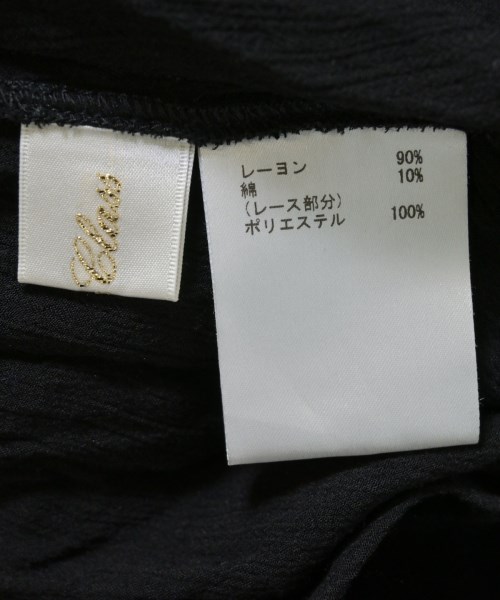 レーヨン 90%
綿 10%
(レース部分)
ポリエステル 100%